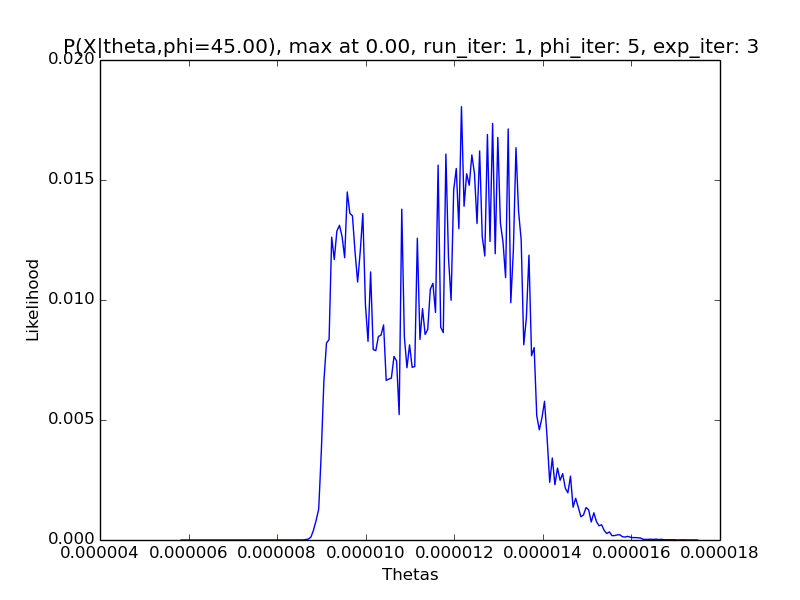 P(X|theta,phi=45.00), max at 0.00, run_iter: 1, phi_iter: 5, exp_iter: 3
0.020
0.015
0.010
0.005
0.000
Likelihood
0.000004 0.000006 0.000008 0.000010 0.000012 0.000014 0.000016 0.000018
Thetas